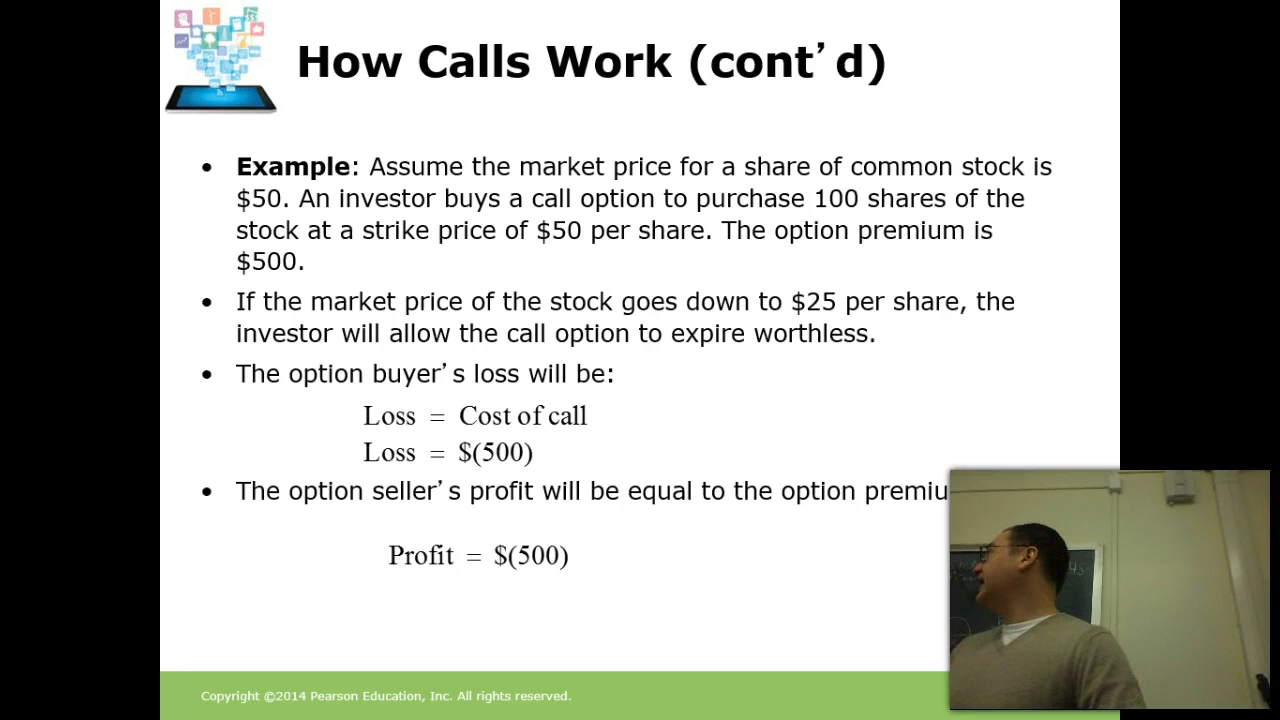 How Calls Work (cont’d)
• Example: Assume the market price for a share of common stock is
$50. An investor buys a call option to purchase 100 shares of the
stock at a strike price of $50 per share. The option premium is
$500.
• If the market price of the stock goes down to $25 per share, the
investor will allow the call option to expire worthless.
• The option buyer’s loss will be:
Loss = Cost of call
Loss = $(500)
• The option seller’s profit will be equal to the option
Profit = $(500)
Copyright ©2014 Pearson Education, Inc. All rights reserved.